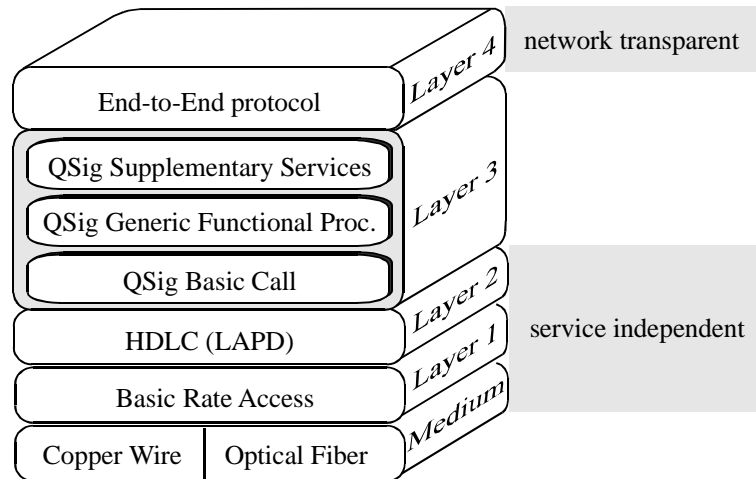 network transparent
Layer 4
End-to-End protocol
QSig Supplementary Services
Layer 3
QSig Generic Functional Proc.
QSig Basic Call
Layer 2
service independent
HDLC (LAPD)
Layer 1
Basic Rate Access
Medium
Copper Wire
Optical Fiber